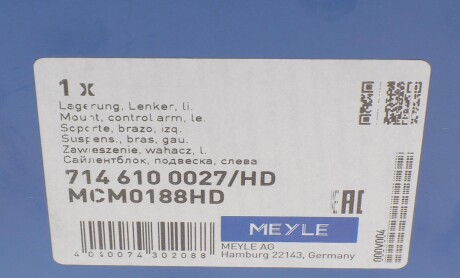 1 x
Lagerung, Lenker, li.
Mount, control arm, le.
Soporte, brazo, izq.
Suspens., bras, gau.
Zawieszenie, wahacz, l.
Сайлентблок, подвеска, слева
714 610 0027/HD
MCM0188HD
EAC
MEYLE
MEYLE AG
Hamburg 22143, Germany
4 040074 302088